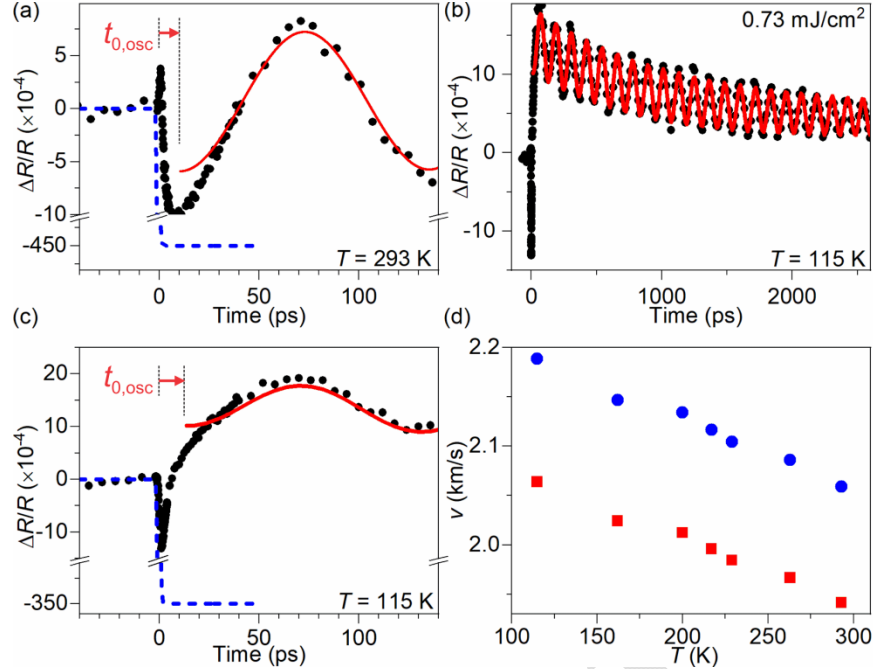 (a)
t0,osc
5
0
-5
-10
-450
ΔR/R (×10⁻⁴)
0
50
100
Time (ps)
T = 293 K
(b)
0.73 mJ/cm²
10
0
-10
ΔR/R (×10⁻⁴)
0
1000
2000
Time (ps)
T = 115 K
(c)
t0,osc
20
10
0
-10
-350
ΔR/R (×10⁻⁴)
0
50
100
Time (ps)
T = 115 K
(d)
2.2
2.1
2.0
v (km/s)
100
150
200
250
300
T (K)